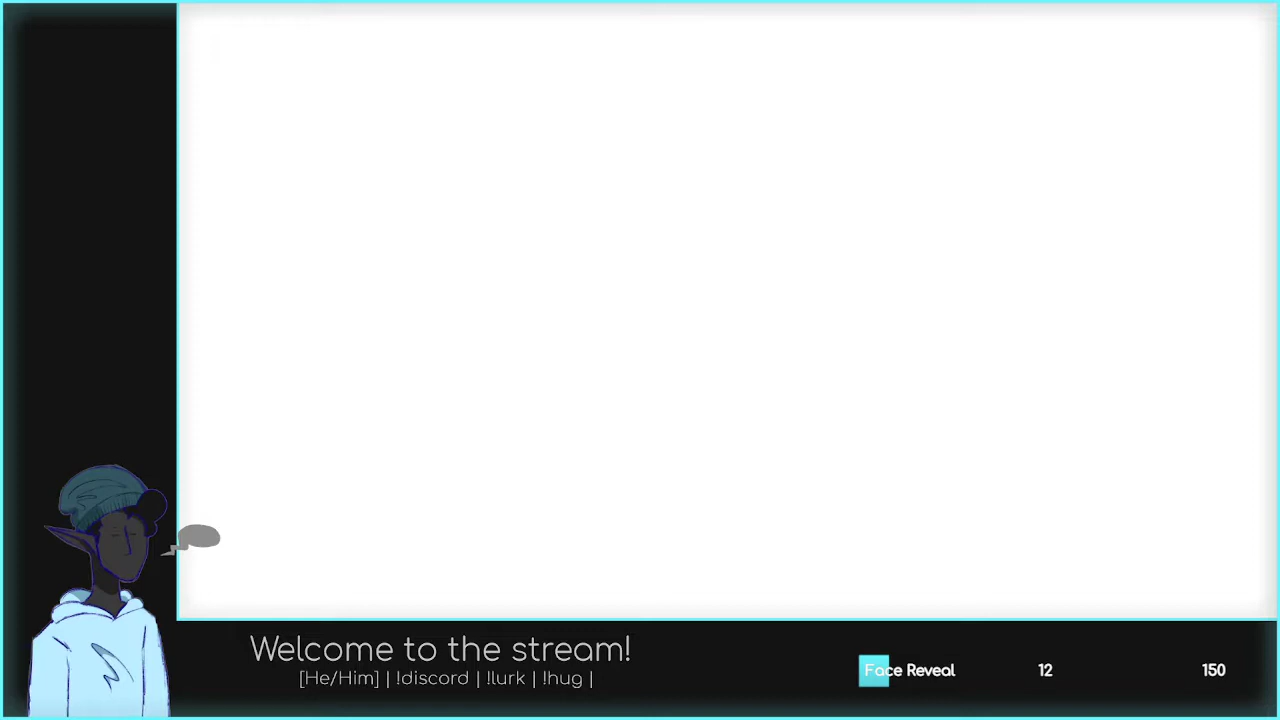 Welcome to the stream!
[He/Him] | !discord | !lurk | !hug |
Face Reveal 12 150